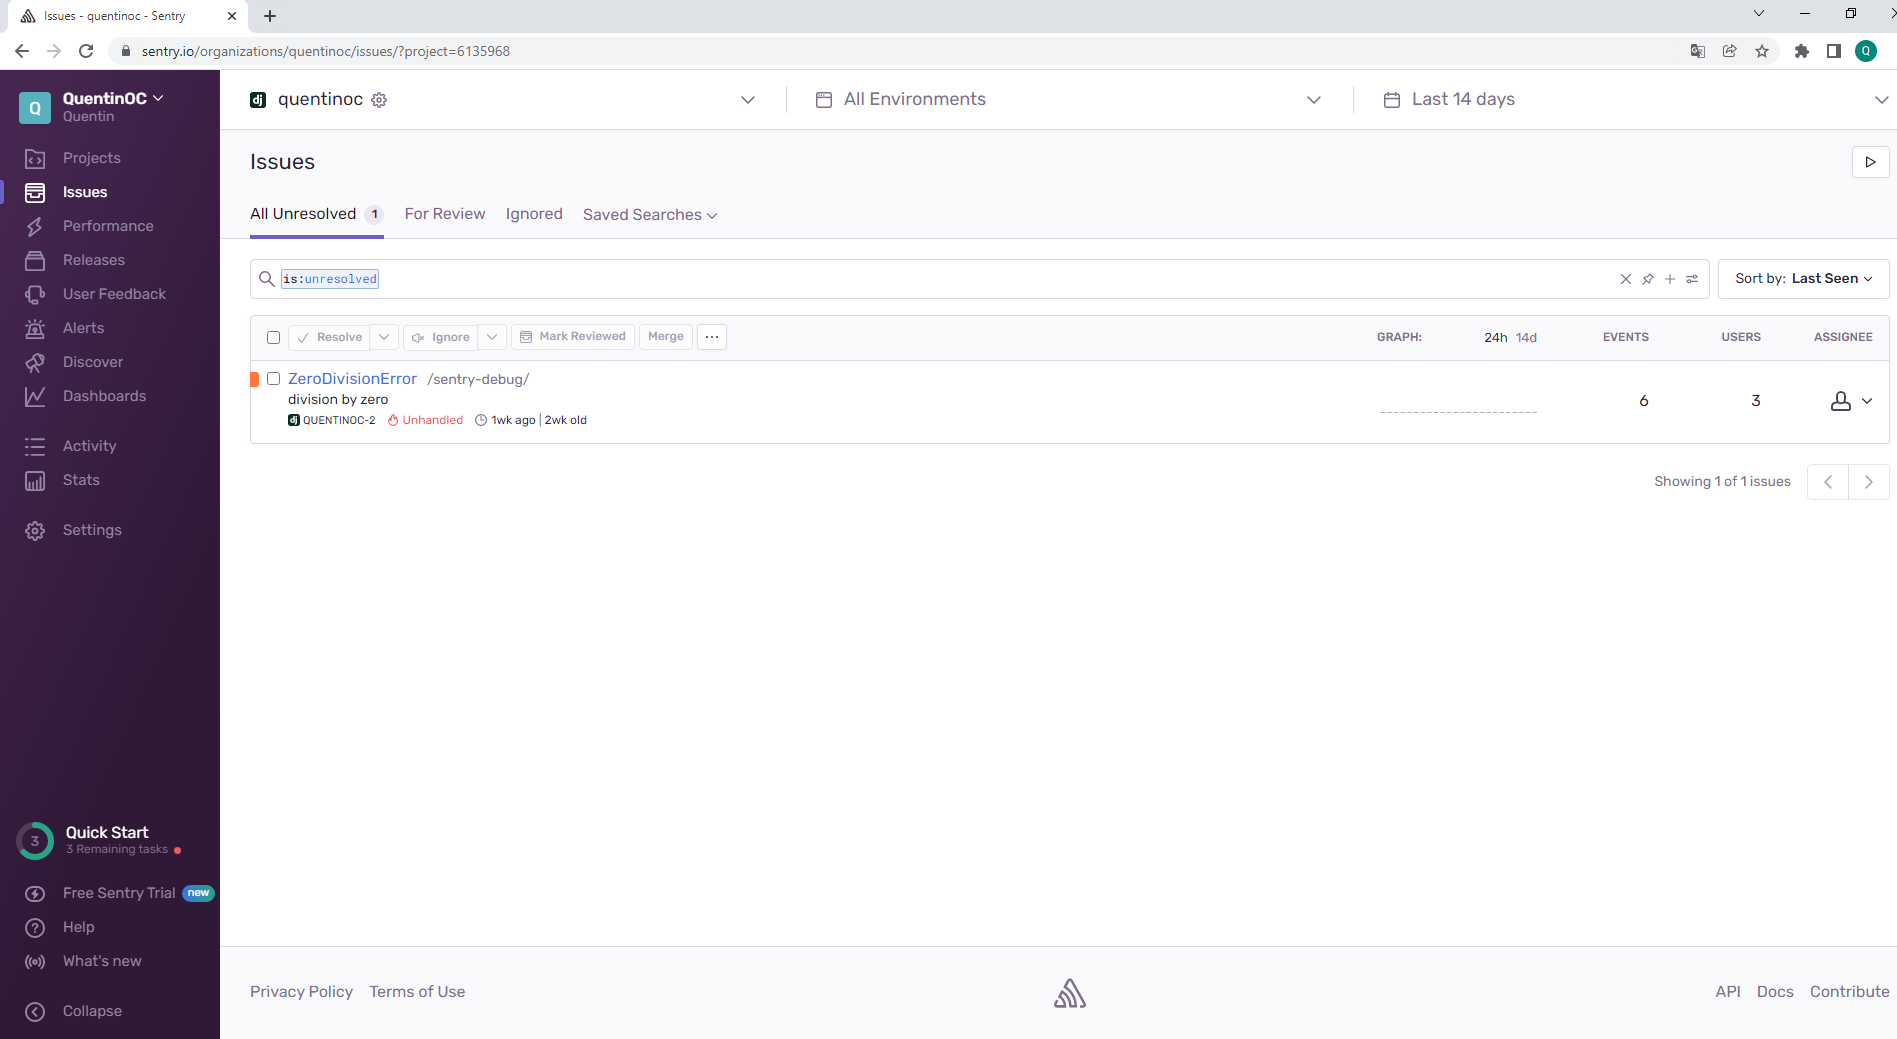 Issues - quentinoc - Sentry
sentry.io/organizations/quentinoc/issues/?project=6135968
Q
Q
QuentinOC
Quentin
Projects
Issues
Performance
Releases
User Feedback
Alerts
Discover
Dashboards
Activity
Stats
Settings
3
Quick Start
3 Remaining tasks
Free Sentry Trial new
Help
What's new
Collapse
dj quentinoc
All Environments
Last 14 days
Issues
All Unresolved 1 For Review Ignored Saved Searches
is:unresolved
Sort by: Last Seen
Resolve Ignore Mark Reviewed Merge ...
GRAPH: 24h 14d EVENTS USERS ASSIGNEE
ZeroDivisionError /sentry-debug/
division by zero
dj QUENTINOC-2 Unhandled 1wk ago | 2wk old
6 3
Showing 1 of 1 issues
Privacy Policy Terms of Use
API Docs Contribute